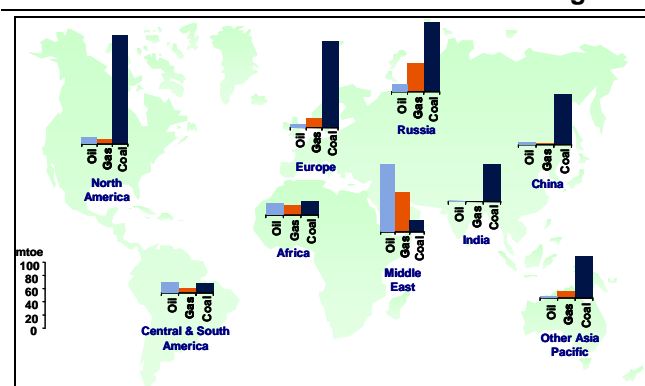 Oil
Gas
Coal
North
America
Oil
Gas
Coal
Europe
Oil
Gas
Coal
Russia
Oil
Gas
Coal
China
Oil
Gas
Coal
Africa
Oil
Gas
Coal
Middle
East
Oil
Gas
Coal
India
mtoe
100
80
60
40
20
0
Oil
Gas
Coal
Central & South
America
Oil
Gas
Coal
Other Asia
Pacific